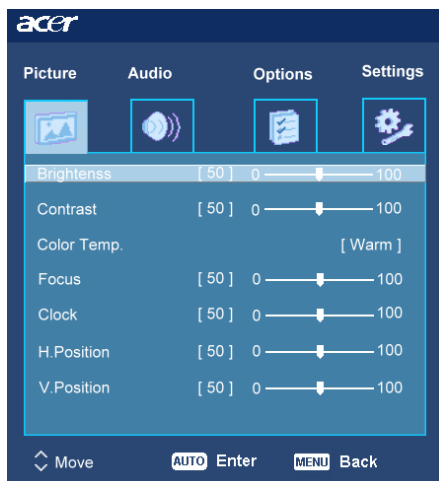 acer
Picture Audio Options Settings
Brightenss [ 50 ] 0 100
Contrast [ 50 ] 0 100
Color Temp. [ Warm ]
Focus [ 50 ] 0 100
Clock [ 50 ] 0 100
H.Position [ 50 ] 0 100
V.Position [ 50 ] 0 100
Move AUTO Enter MENU Back